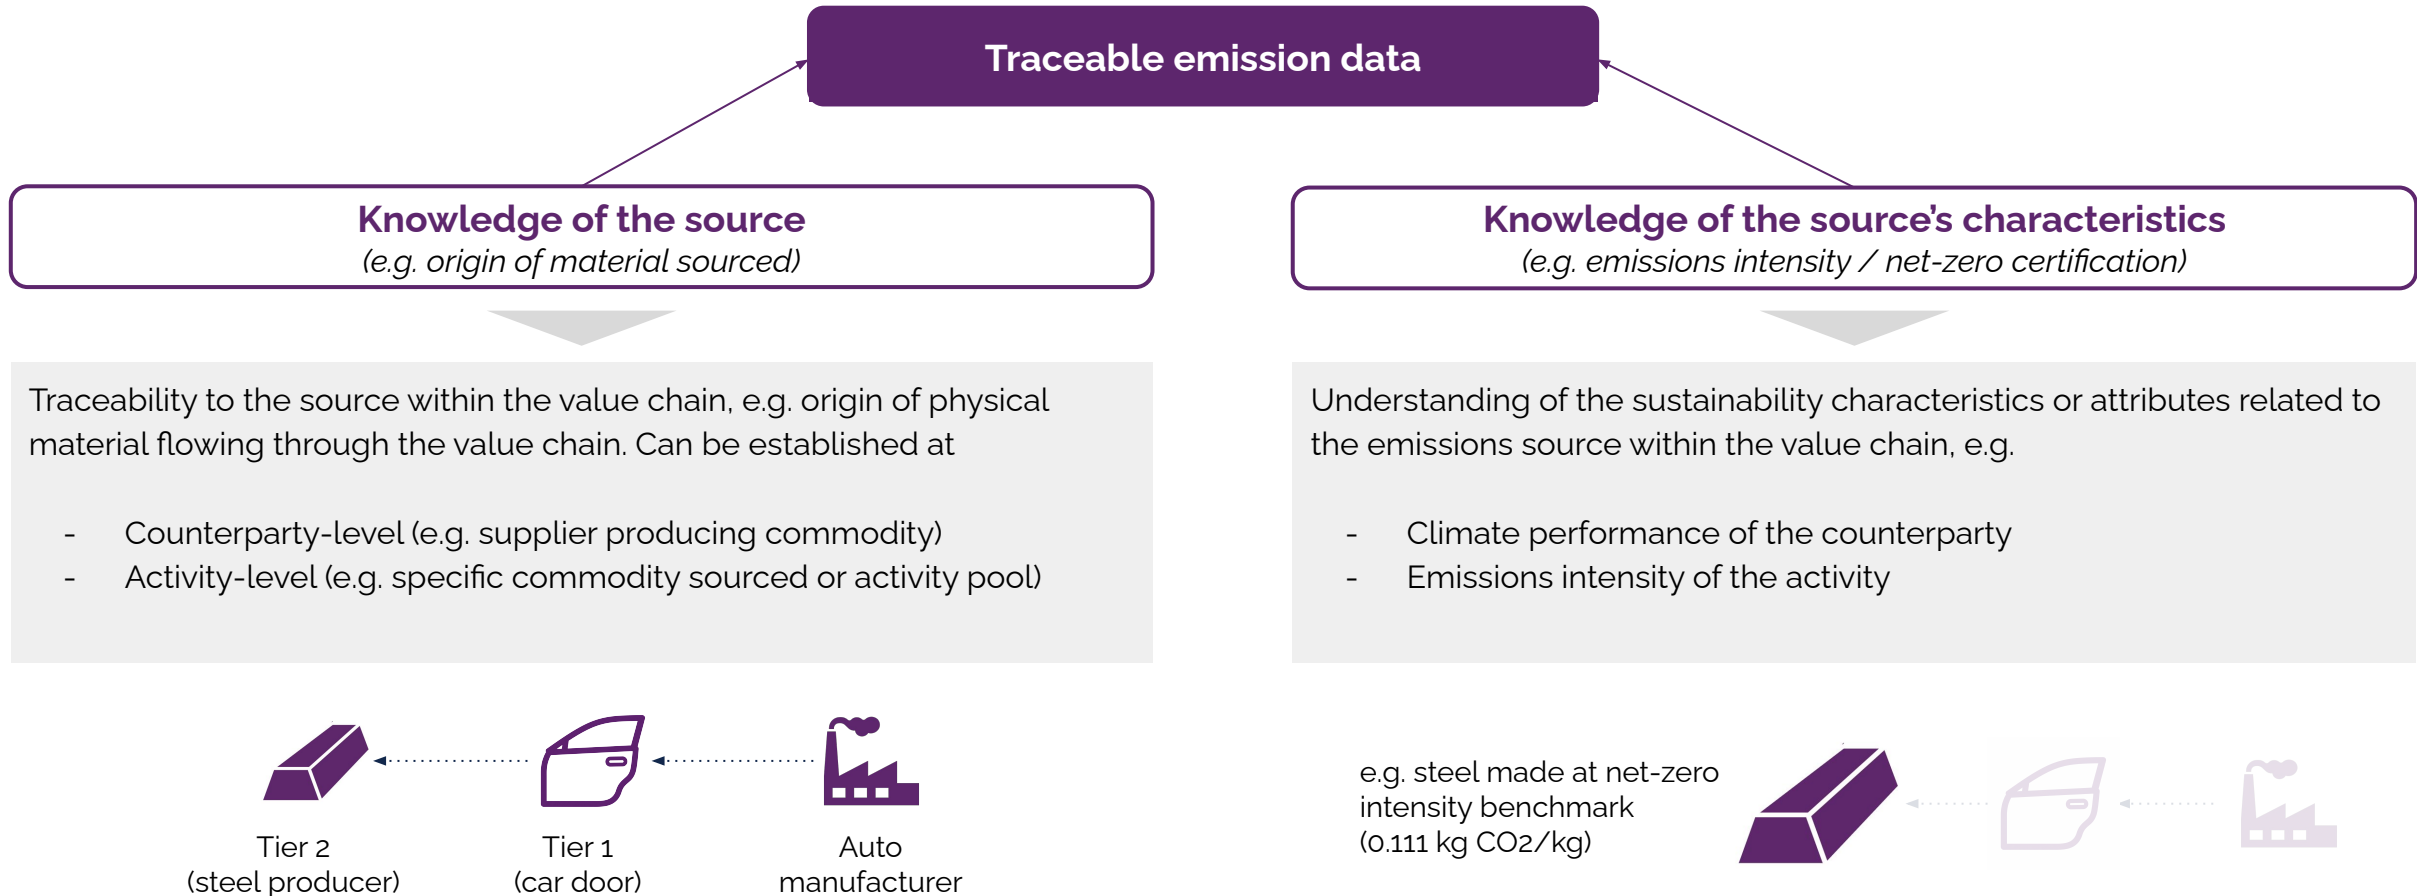 Traceable emission data
Knowledge of the source
(e.g. origin of material sourced)
Traceability to the source within the value chain, e.g. origin of physical
material flowing through the value chain. Can be established at
- Counterparty-level (e.g. supplier producing commodity)
- Activity-level (e.g. specific commodity sourced or activity pool)
Tier 2
(steel producer)
Tier 1
(car door)
Auto
manufacturer
Knowledge of the source’s characteristics
(e.g. emissions intensity / net-zero certification)
Understanding of the sustainability characteristics or attributes related to
the emissions source within the value chain, e.g.
- Climate performance of the counterparty
- Emissions intensity of the activity
e.g. steel made at net-zero
intensity benchmark
(0.111 kg CO2/kg)